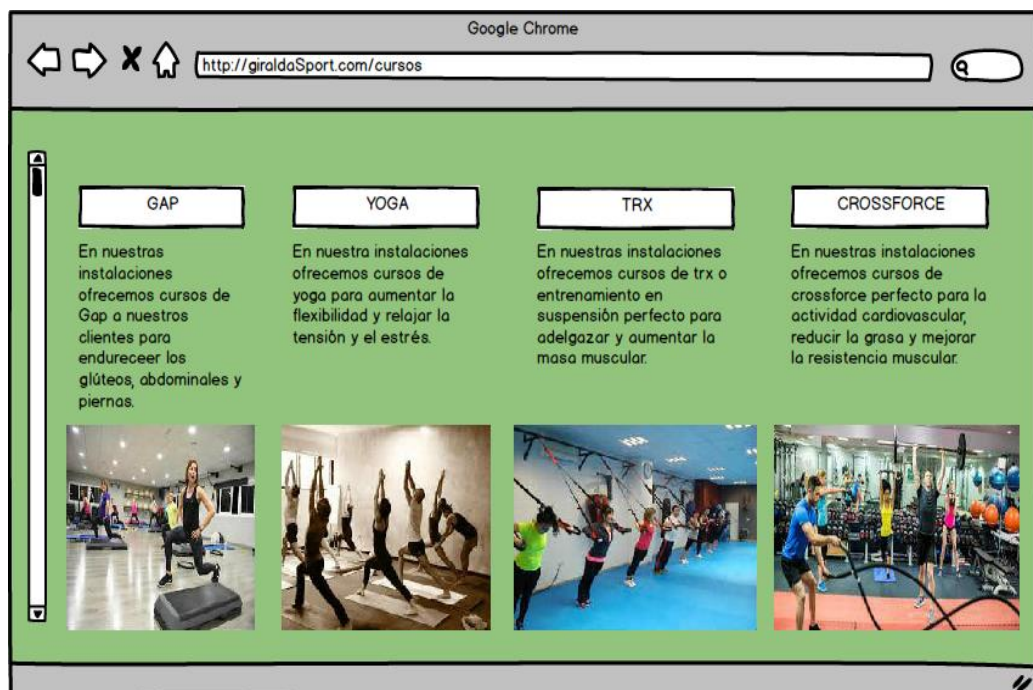 Google Chrome
http://giraldaSport.com/cursos
GAP
En nuestras
instalaciones
ofrecemos cursos de
Gap a nuestros
clientes para
endureceer los
glúteos, abdominales y
piernas.
YOGA
En nuestra instalaciones
ofrecemos cursos de
yoga para aumentar la
flexibilidad y relajar la
tensión y el estrés.
TRX
En nuestras instalaciones
ofrecemos cursos de trx o
entrenamiento en
suspensión perfecto para
adelgazar y aumentar la
masa muscular.
CROSSFORCE
En nuestras instalaciones
ofrecemos cursos de
crossforce perfecto para la
actividad cardiovascular,
reducir la grasa y mejorar
la resistencia muscular.